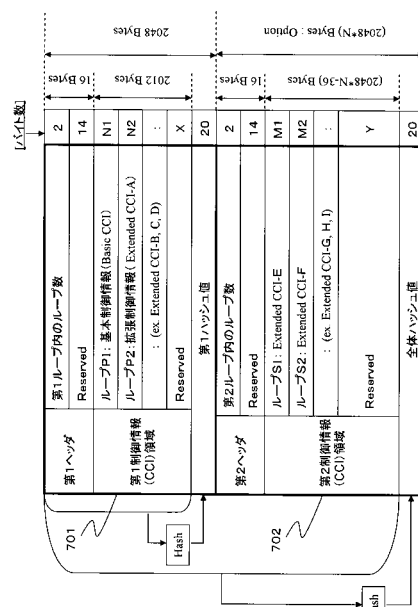 [バイト数]
第1ヘッダ
第1ループ内のループ数
2
16 Bytes
2048 Bytes
Reserved
14
701
第1制御情報
(CCI)領域
ループP1: 基本制御情報(Basic CCI)
N1
2012 Bytes
ループP2: 拡張制御情報( Extended CCI-A)
N2
: (ex. Extended CCI-B, C, D)
:
Reserved
X
Hash
第1ハッシュ値
20
第2ヘッダ
第2ループ内のループ数
2
16 Bytes
(2048*N) Bytes : Option
Reserved
14
702
第2制御情報
(CCI)領域
ループS1: Extended CCI-E
M1
(2048*N-36) Bytes
ループS2: Extended CCI-F
M2
: (ex. Extended CCI-G, H, I)
:
Reserved
Y
全体ハッシュ値
20